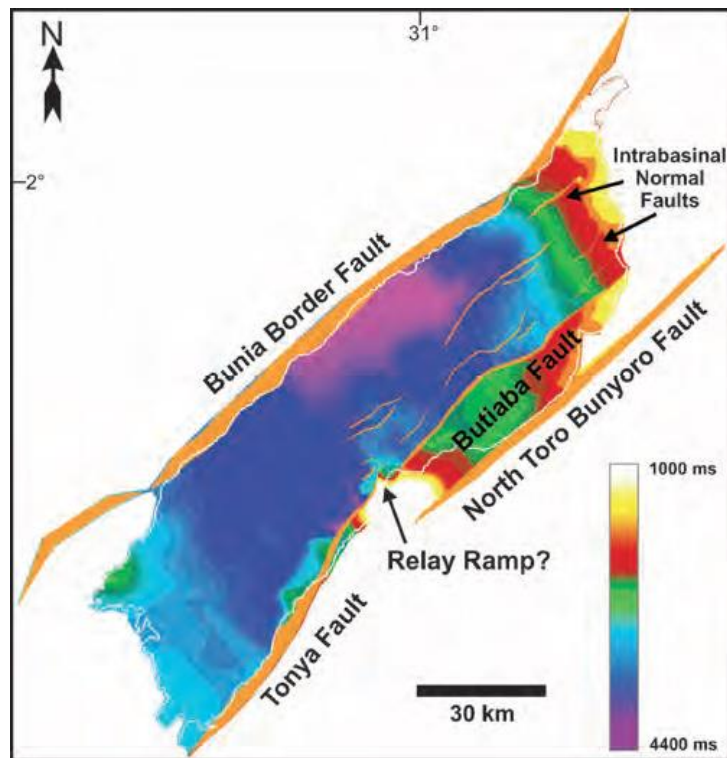 N
31°
2°
Intrabasinal
Normal
Faults
Bunia Border Fault
Butiaba Fault
North Toro Bunyoro Fault
Relay Ramp?
Tonya Fault
30 km
1000 ms
4400 ms